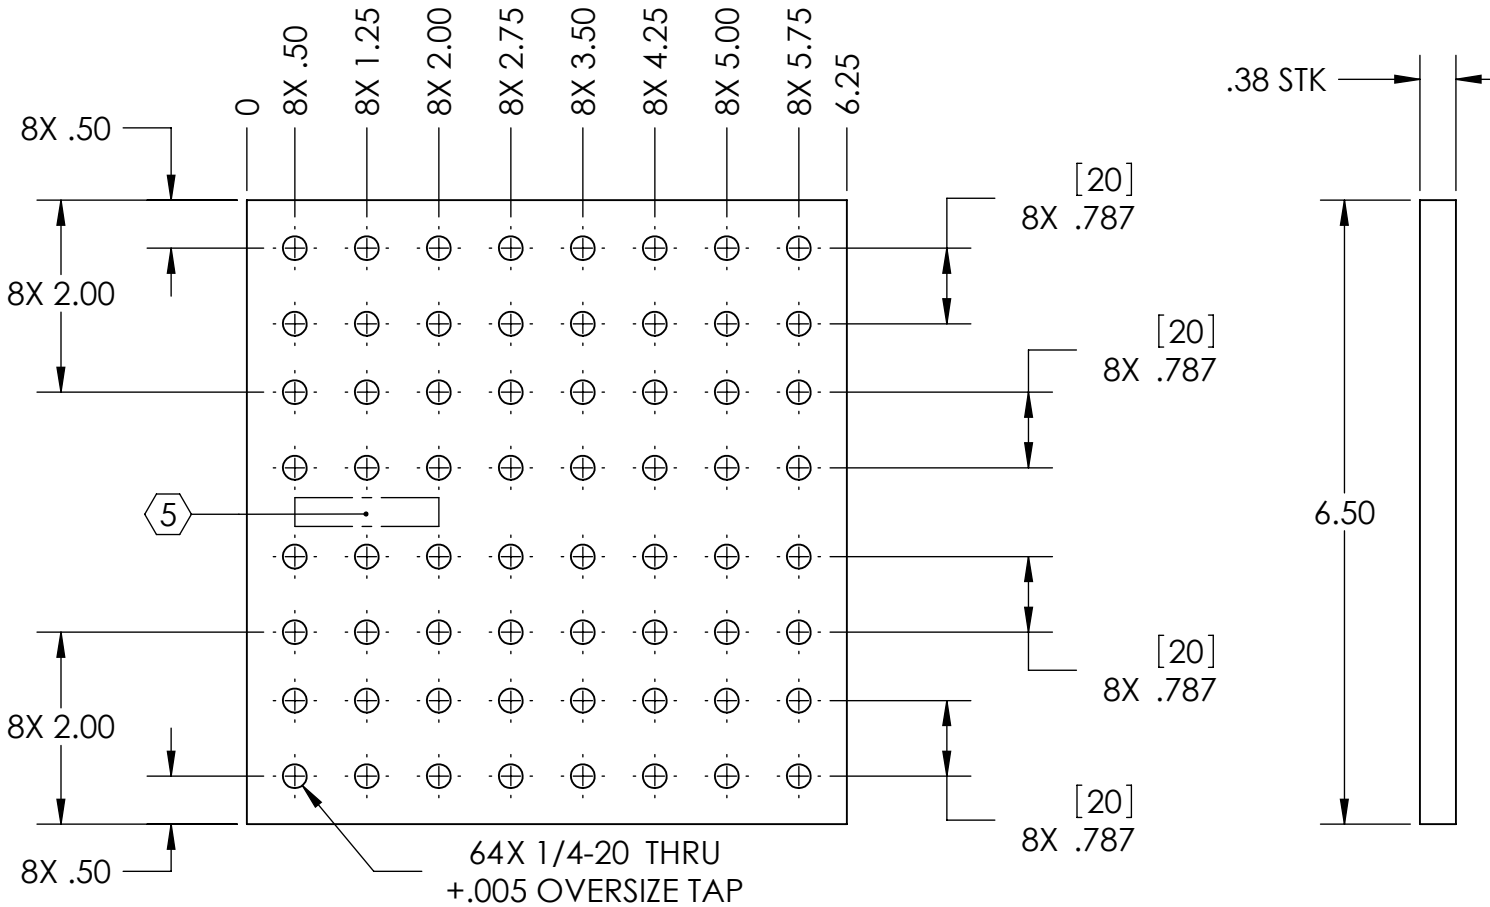 0
8X .50
8X 1.25
8X 2.00
8X 2.75
8X 3.50
8X 4.25
8X 5.00
8X 5.75
6.25
.38 STK
8X .50
[20]
8X .787
8X 2.00
[20]
8X .787
5
6.50
[20]
8X .787
8X 2.00
[20]
8X .787
8X .50
64X 1/4-20 THRU
+.005 OVERSIZE TAP